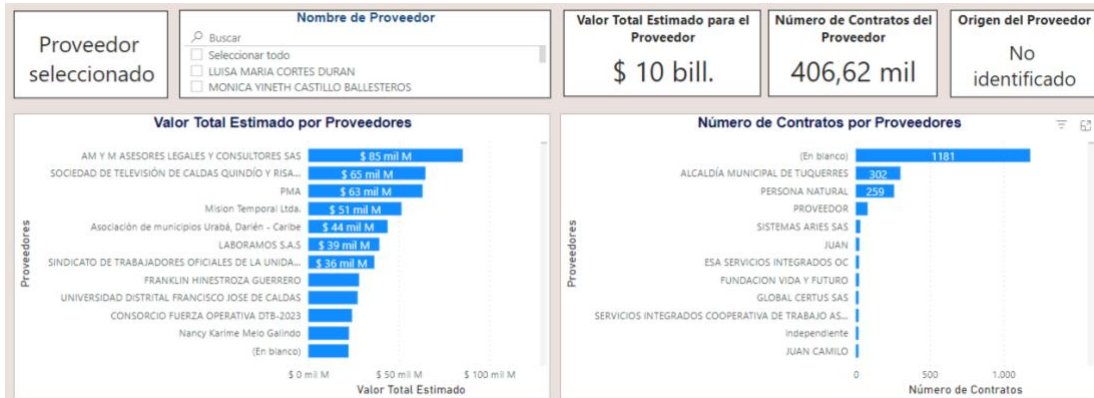 Proveedor
seleccionado
Nombre de Proveedor
Buscar
Seleccionar todo
LUISA MARIA CORTES DURAN
MONICA YINETH CASTILLO BALLESTEROS
Valor Total Estimado para el
Proveedor
$ 10 bill.
Número de Contratos del
Proveedor
406,62 mil
Origen del Proveedor
No
identificado
Valor Total Estimado por Proveedores
Proveedores
AM Y M ASESORES LEGALES Y CONSULTORES SAS
$ 85 mil M
SOCIEDAD DE TELEVISIÓN DE CALDAS QUINDÍO Y RISA...
$ 65 mil M
PMA
$ 63 mil M
Mision Temporal Ltda.
$ 51 mil M
Asociación de municipios Urabá, Darién - Caribe
$ 44 mil M
LABORAMOS S.A.S
$ 39 mil M
SINDICATO DE TRABAJADORES OFICIALES DE LA UNIDA...
$ 36 mil M
FRANKLIN HINESTROZA GUERRERO
UNIVERSIDAD DISTRITAL FRANCISCO JOSE DE CALDAS
CONSORCIO FUERZA OPERATIVA DTB-2023
Nancy Karime Melo Galindo
(En blanco)
$ 0 mil M $ 50 mil M $ 100 mil M
Valor Total Estimado
Número de Contratos por Proveedores
Proveedores
(En blanco)
1181
ALCALDÍA MUNICIPAL DE TUQUERRES
302
PERSONA NATURAL
259
PROVEEDOR
SISTEMAS ARIES SAS
JUAN
ESA SERVICIOS INTEGRADOS OC
FUNDACION VIDA Y FUTURO
GLOBAL CERTUS SAS
SERVICIOS INTEGRADOS COOPERATIVA DE TRABAJO AS...
Independiente
JUAN CAMILO
0 500 1.000
Número de Contratos